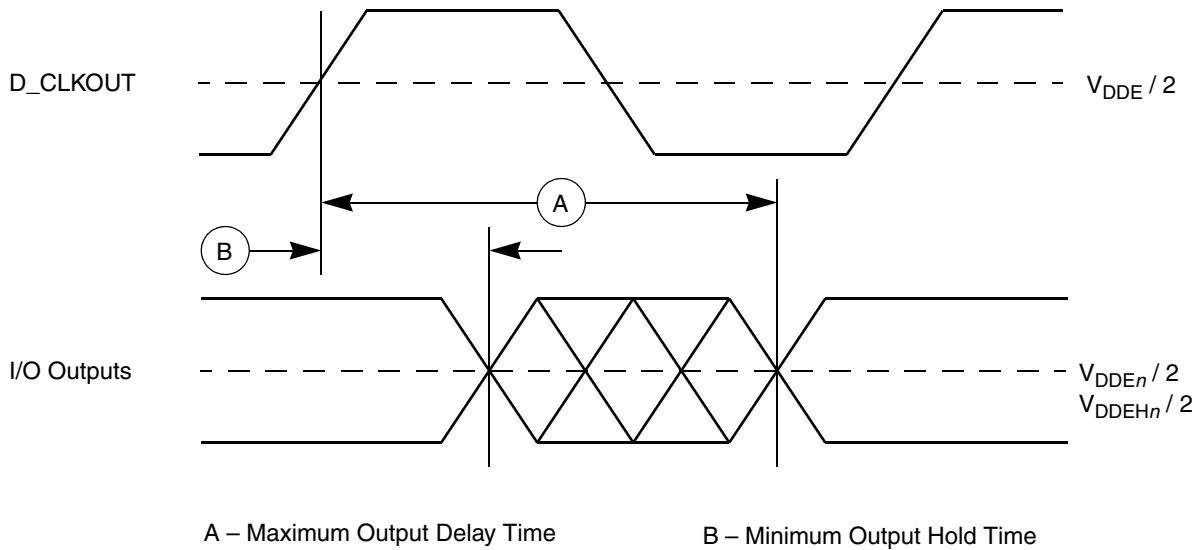 D_CLKOUT
VDDE / 2
A
B
I/O Outputs
VDDEn / 2
VDDEHn / 2
A – Maximum Output Delay Time
B – Minimum Output Hold Time